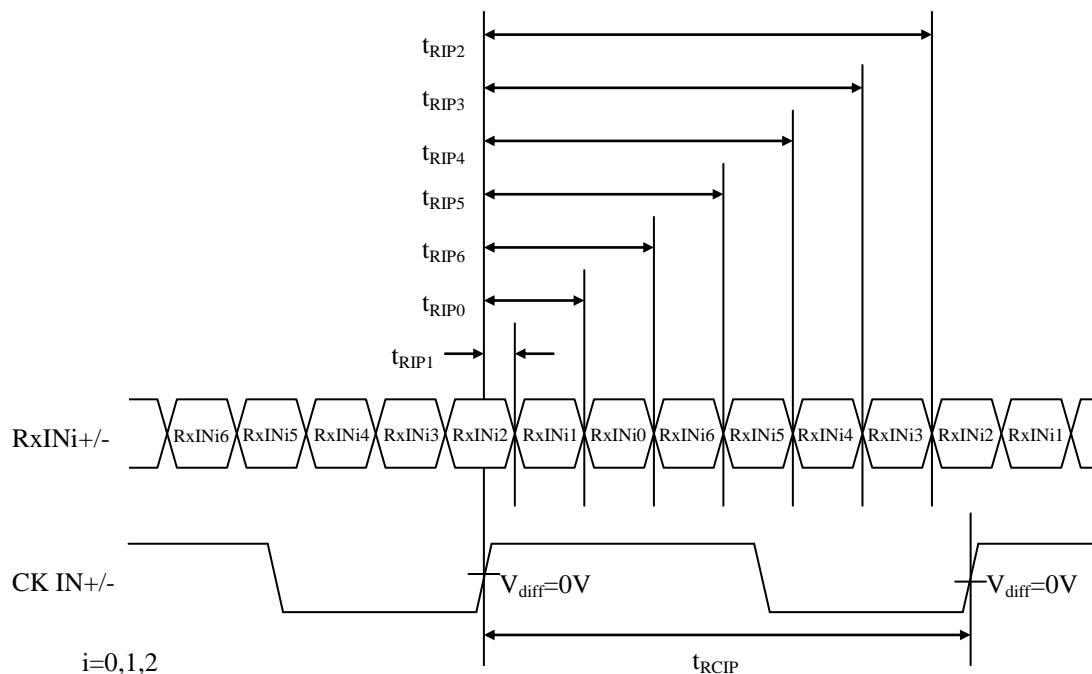 tRIP2
tRIP3
tRIP4
tRIP5
tRIP6
tRIP0
tRIP1
RxINi+/- RxINi6 RxINi5 RxINi4 RxINi3 RxINi2 RxINi1 RxINi0 RxINi6 RxINi5 RxINi4 RxINi3 RxINi2 RxINi1
CK IN+/- Vdiff=0V Vdiff=0V
i=0,1,2 tRCIP